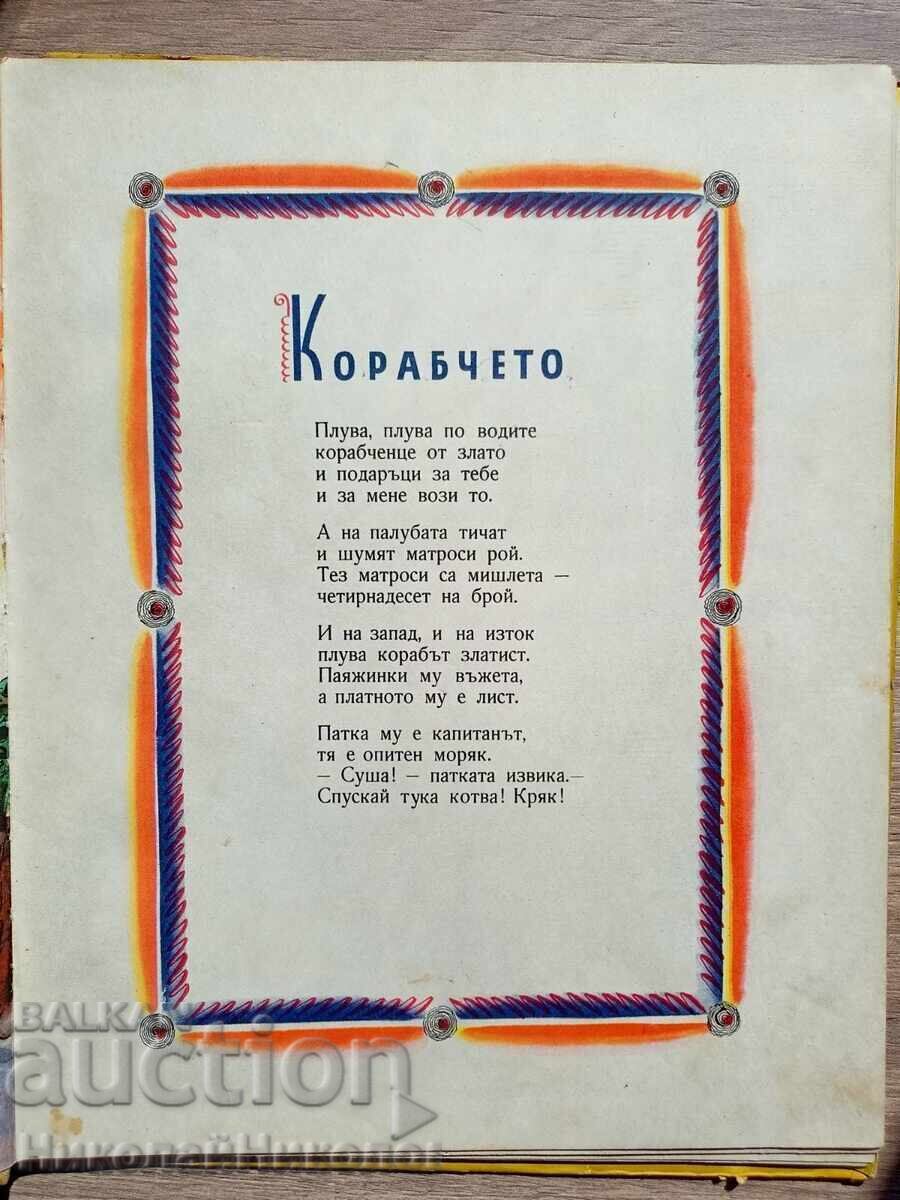 КОРАБЧЕТО
Плува, плува по водите
корабченце от злато
и подаръци за тебе
и за мене вози то.
А на палубата тичат
и шумят матроси рой.
Тез матроси са мишлета —
четирнадесет на брой.
И на запад, и на изток
плува корабът златист.
Паяжинки му въжета,
а платното му е лист.
Патка му е капитанът,
тя е опитен моряк.
— Суша! — патката извика.—
Спускай тука котва! Кряк!
BALKAN
auction
НиколайНиколов